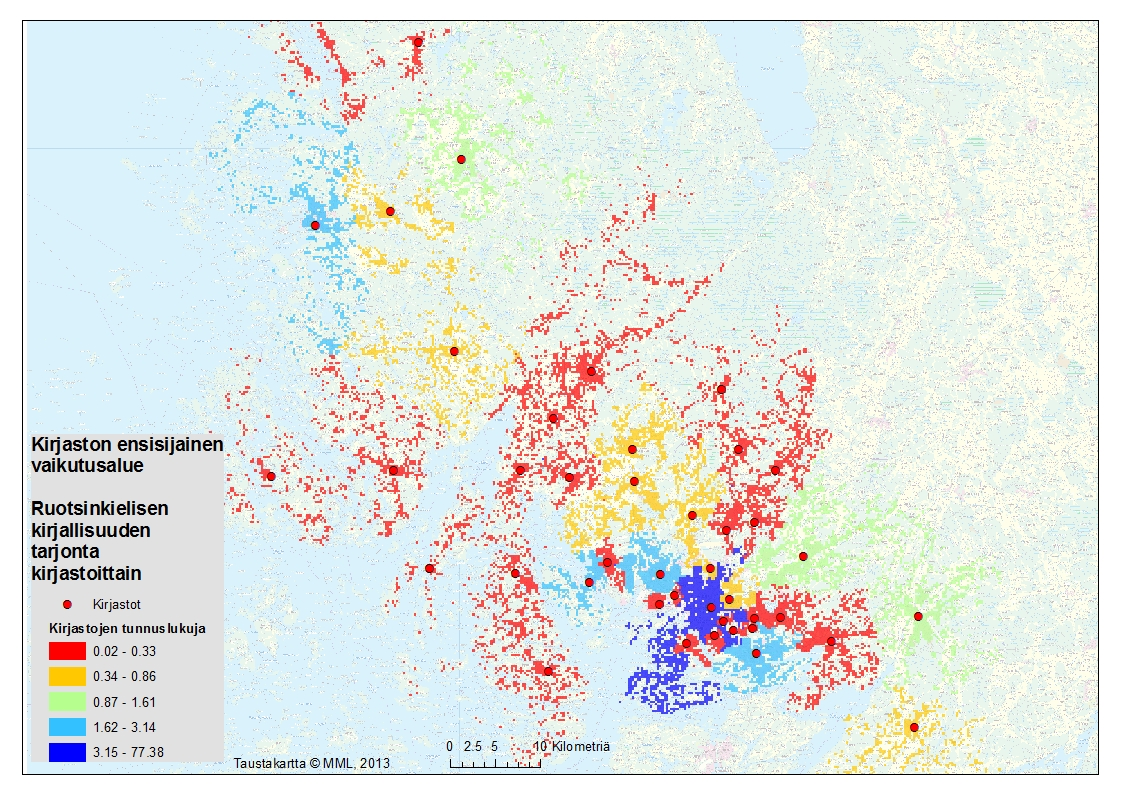 Kirjaston ensisijainen
vaikutusalue
Ruotsinkielisen
kirjallisuuden
tarjonta
kirjastoittain
Kirjastot
Kirjastojen tunnuslukuja
0.02 - 0.33
0.34 - 0.86
0.87 - 1.61
1.62 - 3.14
3.15 - 77.38
Taustakartta © MML, 2013
0 2.5 5 10 Kilometriä